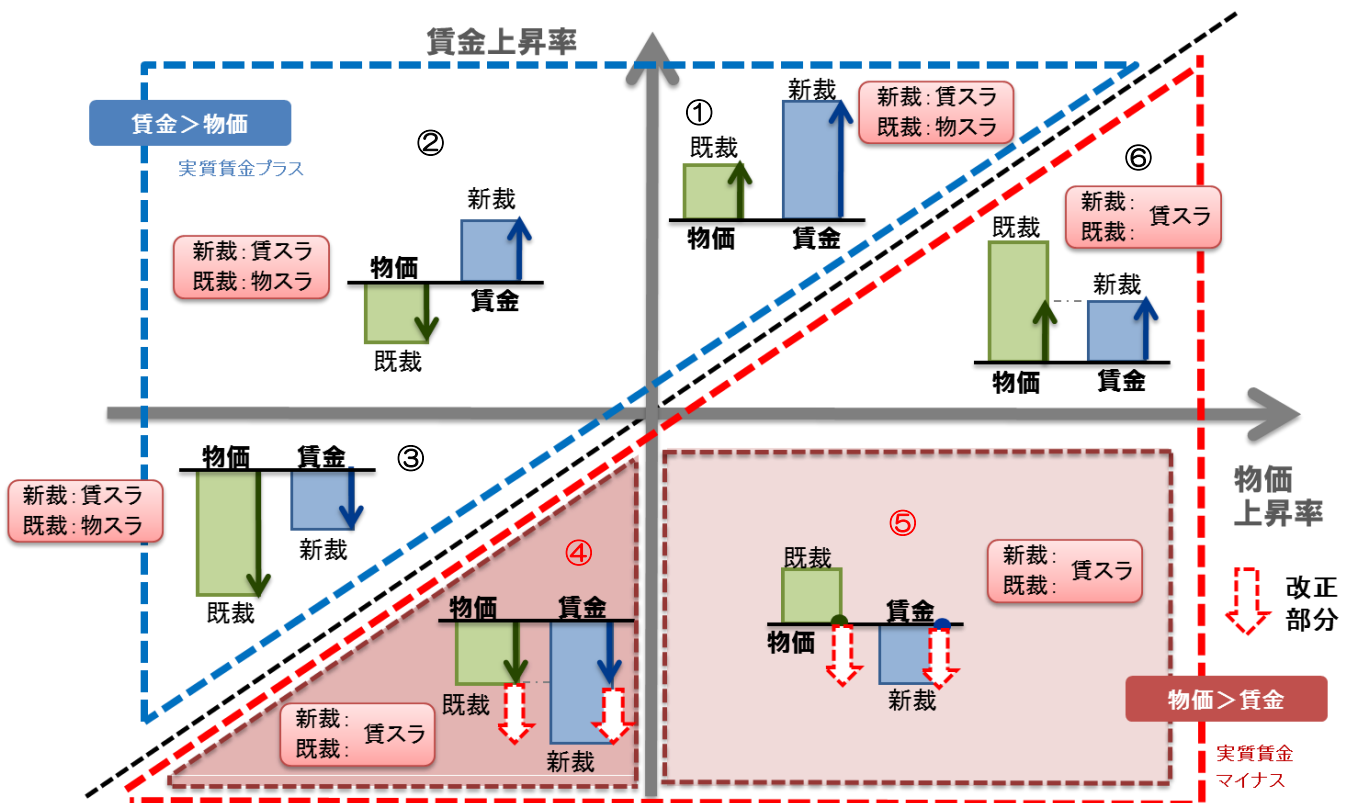 賃金上昇率
賃金＞物価
実質賃金プラス
②
新裁
新裁：賃スラ
既裁：物スラ
物価
賃金
既裁
①
新裁
既裁
物価
賃金
新裁：賃スラ
既裁：物スラ
⑥
新裁：
既裁：
賃スラ
既裁
新裁
物価
賃金
物価
賃金
③
新裁：賃スラ
既裁：物スラ
新裁
既裁
④
物価
賃金
既裁
新裁
新裁：
既裁：
賃スラ
⑤
既裁
物価
賃金
新裁
新裁：
既裁：
賃スラ
物価
上昇率
改正
部分
物価＞賃金
実質賃金
マイナス